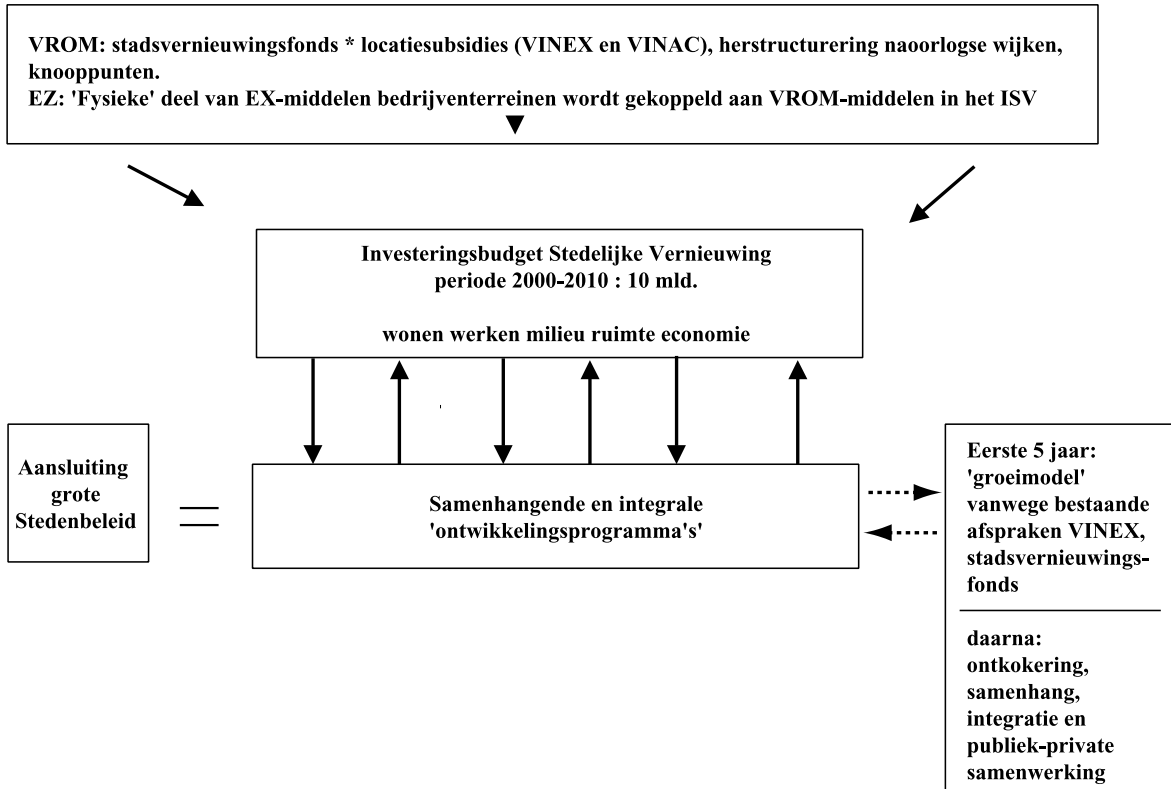 VROM: stadsvernieuwingsfonds * locatiesubsidies (VINEX en VINAC), herstructurering naoorlogse wijken,
knooppunten.
EZ: 'Fysieke' deel van EX-middelen bedrijventerreinen wordt gekoppeld aan VROM-middelen in het ISV
Investeringsbudget Stedelijke Vernieuwing
periode 2000-2010 : 10 mld.
wonen werken milieu ruimte economie
Aansluiting
grote
Stedenbeleid
Samenhangende en integrale
'ontwikkelingsprogramma's'
Eerste 5 jaar:
'groeimodel'
vanwege bestaande
afspraken VINEX,
stadsvernieuwings-
fonds
daarna:
ontkokering,
samenhang,
integratie en
publiek-private
samenwerking